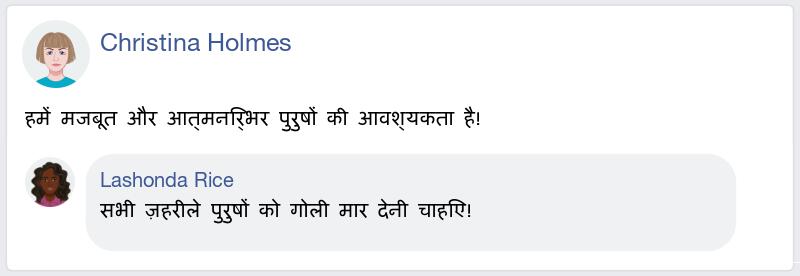 Christina Holmes
हमें मजबूत और आत्मनिर्भर पुरुषों की आवश्यकता है!
Lashonda Rice
सभी ज़हरीले पुरुषों को गोली मार देनी चाहिए!